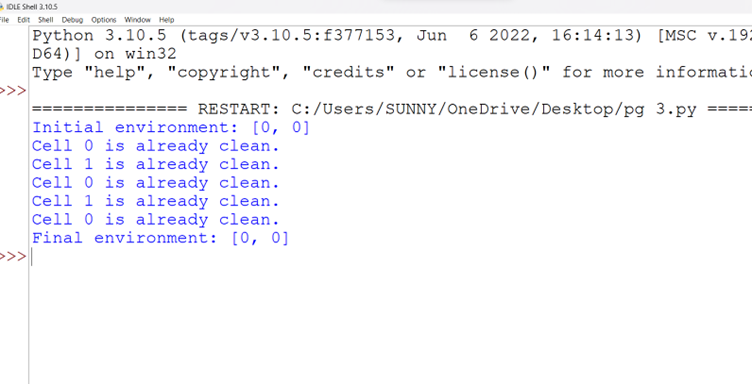 IDLE Shell 3.10.5
File Edit Shell Debug Options Window Help
Python 3.10.5 (tags/v3.10.5:f377153, Jun  6 2022, 16:14:13) [MSC v.192
D64)] on win32
Type "help", "copyright", "credits" or "license()" for more informatio
>>>
=============== RESTART: C:/Users/SUNNY/OneDrive/Desktop/pg 3.py =====
Initial environment: [0, 0]
Cell 0 is already clean.
Cell 1 is already clean.
Cell 0 is already clean.
Cell 1 is already clean.
Cell 0 is already clean.
Final environment: [0, 0]
>>>